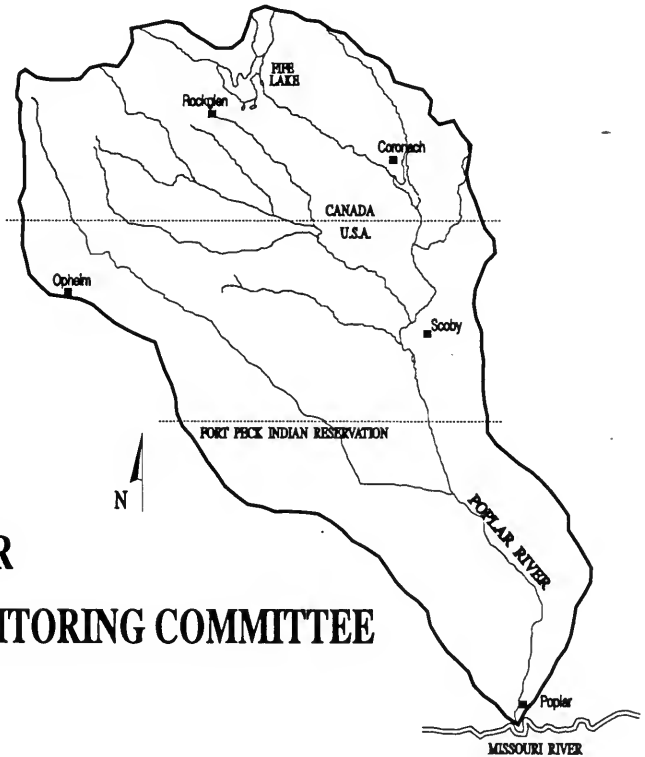 FIFE
LAKE
Rockglen
Coronach
CANADA
U.S.A.
Opheim
Scoby
FORT PECK INDIAN RESERVATION
N
POPLAR RIVER
R
ITORING COMMITTEE
Poplar
MISSOURI RIVER